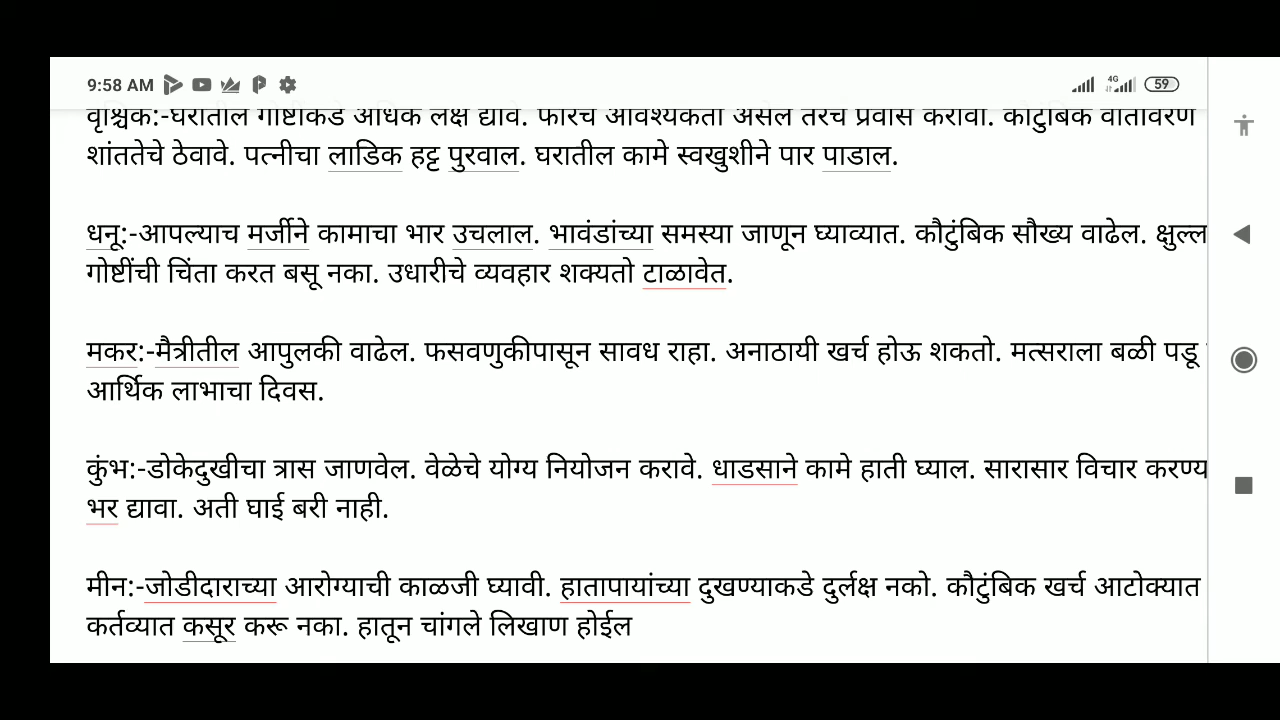 9:58 AM 4G 59
वृश्चिक:-घरातील गोष्टींकडे अधिक लक्ष द्यावे. फारच आवश्यकता असेल तरच प्रवास करावा. कौटुंबिक वातावरण
शांततेचे ठेवावे. पत्नीचा लाडिक हट्ट पुरवाल. घरातील कामे स्वखुशीने पार पाडाल.
धनू:-आपल्याच मर्जीने कामाचा भार उचलाल. भावंडांच्या समस्या जाणून घ्याव्यात. कौटुंबिक सौख्य वाढेल. क्षुल्ल
गोष्टींची चिंता करत बसू नका. उधारीचे व्यवहार शक्यतो टाळावेत.
मकर:-मैत्रीतील आपुलकी वाढेल. फसवणुकीपासून सावध राहा. अनाठायी खर्च होऊ शकतो. मत्सराला बळी पडू
आर्थिक लाभाचा दिवस.
कुंभ:-डोकेदुखीचा त्रास जाणवेल. वेळेचे योग्य नियोजन करावे. धाडसाने कामे हाती घ्याल. सारासार विचार करण्य
भर द्यावा. अती घाई बरी नाही.
मीन:-जोडीदाराच्या आरोग्याची काळजी घ्यावी. हातापायांच्या दुखण्याकडे दुर्लक्ष नको. कौटुंबिक खर्च आटोक्यात
कर्तव्यात कसूर करू नका. हातून चांगले लिखाण होईल